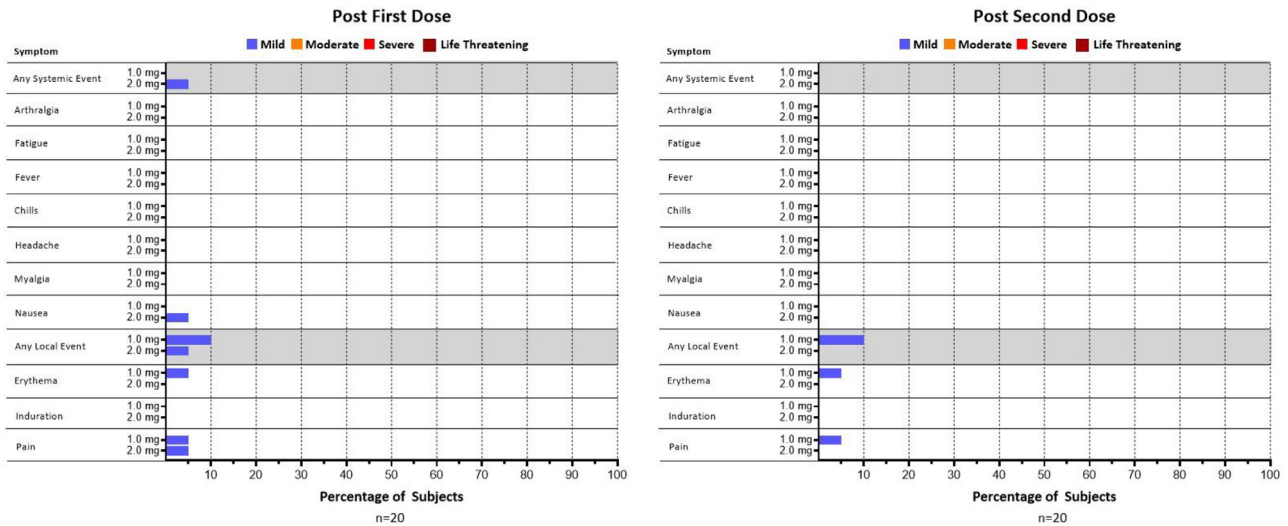 Post First Dose
Mild Moderate Severe Life Threatening
Symptom
Any Systemic Event 1.0 mg
2.0 mg
Arthralgia 1.0 mg
2.0 mg
Fatigue 1.0 mg
2.0 mg
Fever 1.0 mg
2.0 mg
Chills 1.0 mg
2.0 mg
Headache 1.0 mg
2.0 mg
Myalgia 1.0 mg
2.0 mg
Nausea 1.0 mg
2.0 mg
Any Local Event 1.0 mg
2.0 mg
Erythema 1.0 mg
2.0 mg
Induration 1.0 mg
2.0 mg
Pain 1.0 mg
2.0 mg
10 20 30 40 50 60 70 80 90 100
Percentage of Subjects
n=20
Post Second Dose
Mild Moderate Severe Life Threatening
Symptom
Any Systemic Event 1.0 mg
2.0 mg
Arthralgia 1.0 mg
2.0 mg
Fatigue 1.0 mg
2.0 mg
Fever 1.0 mg
2.0 mg
Chills 1.0 mg
2.0 mg
Headache 1.0 mg
2.0 mg
Myalgia 1.0 mg
2.0 mg
Nausea 1.0 mg
2.0 mg
Any Local Event 1.0 mg
2.0 mg
Erythema 1.0 mg
2.0 mg
Induration 1.0 mg
2.0 mg
Pain 1.0 mg
2.0 mg
10 20 30 40 50 60 70 80 90 100
Percentage of Subjects
n=20